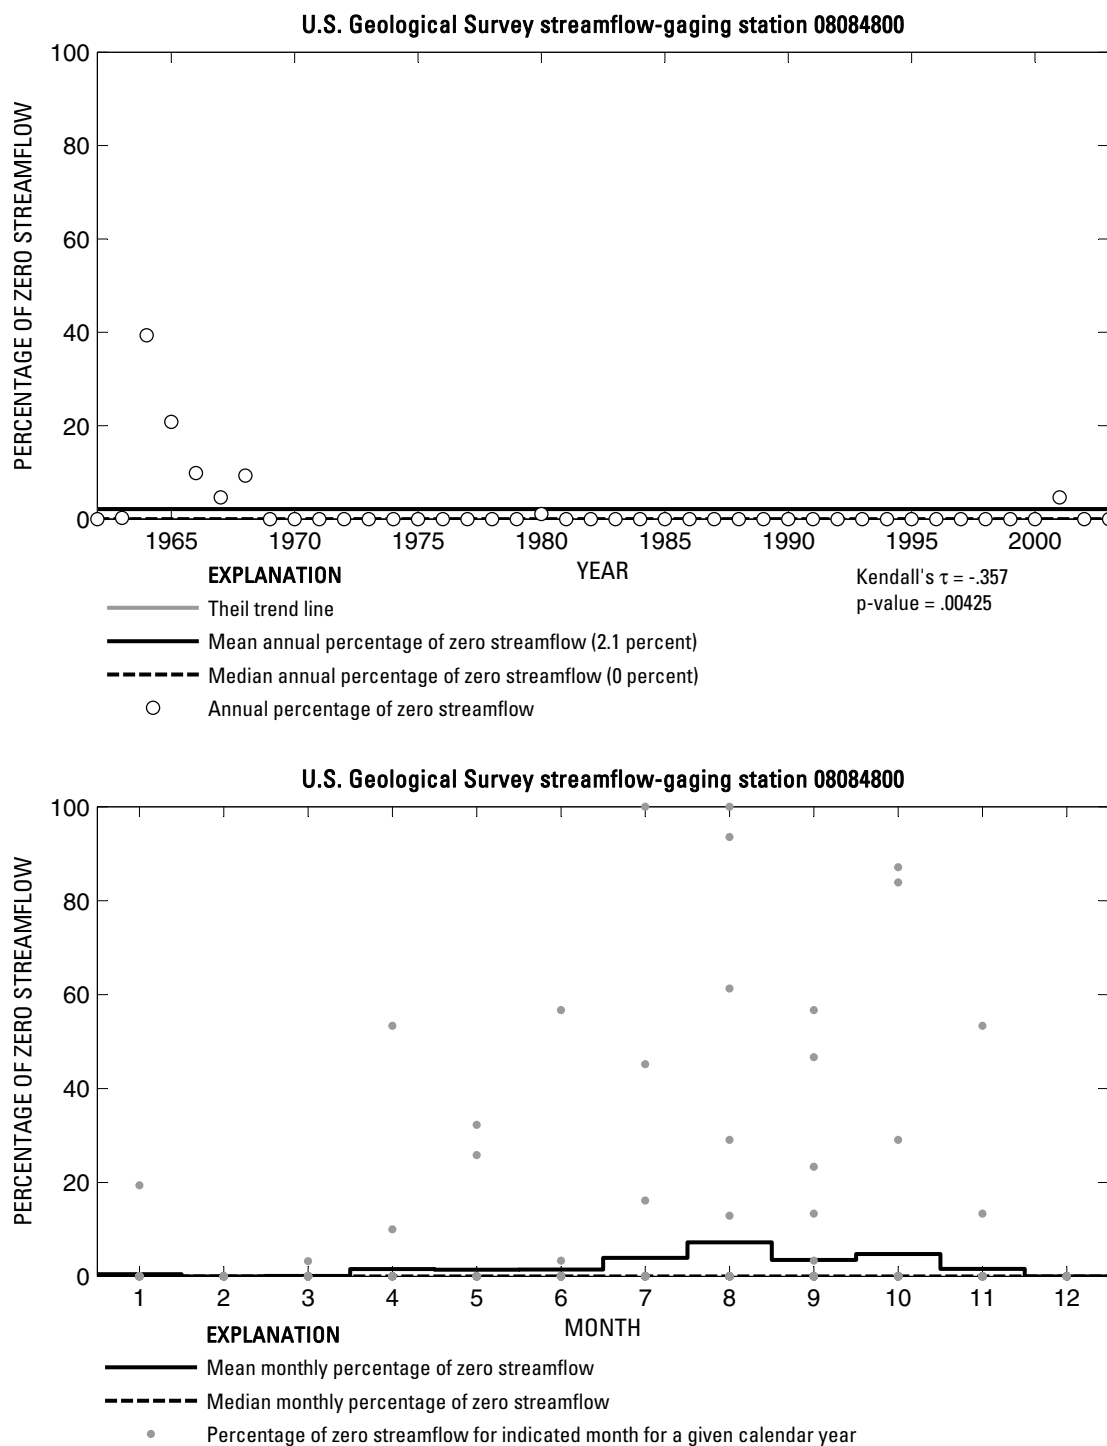 U.S. Geological Survey streamflow-gaging station 08084800
PERCENTAGE OF ZERO STREAMFLOW
100
80
60
40
20
0
1965 1970 1975 1980 1985 1990 1995 2000
YEAR
Kendall's τ = -.357
p-value = .00425
EXPLANATION
Theil trend line
Mean annual percentage of zero streamflow (2.1 percent)
Median annual percentage of zero streamflow (0 percent)
Annual percentage of zero streamflow
U.S. Geological Survey streamflow-gaging station 08084800
PERCENTAGE OF ZERO STREAMFLOW
100
80
60
40
20
0
1 2 3 4 5 6 7 8 9 10 11 12
MONTH
EXPLANATION
Mean monthly percentage of zero streamflow
Median monthly percentage of zero streamflow
Percentage of zero streamflow for indicated month for a given calendar year